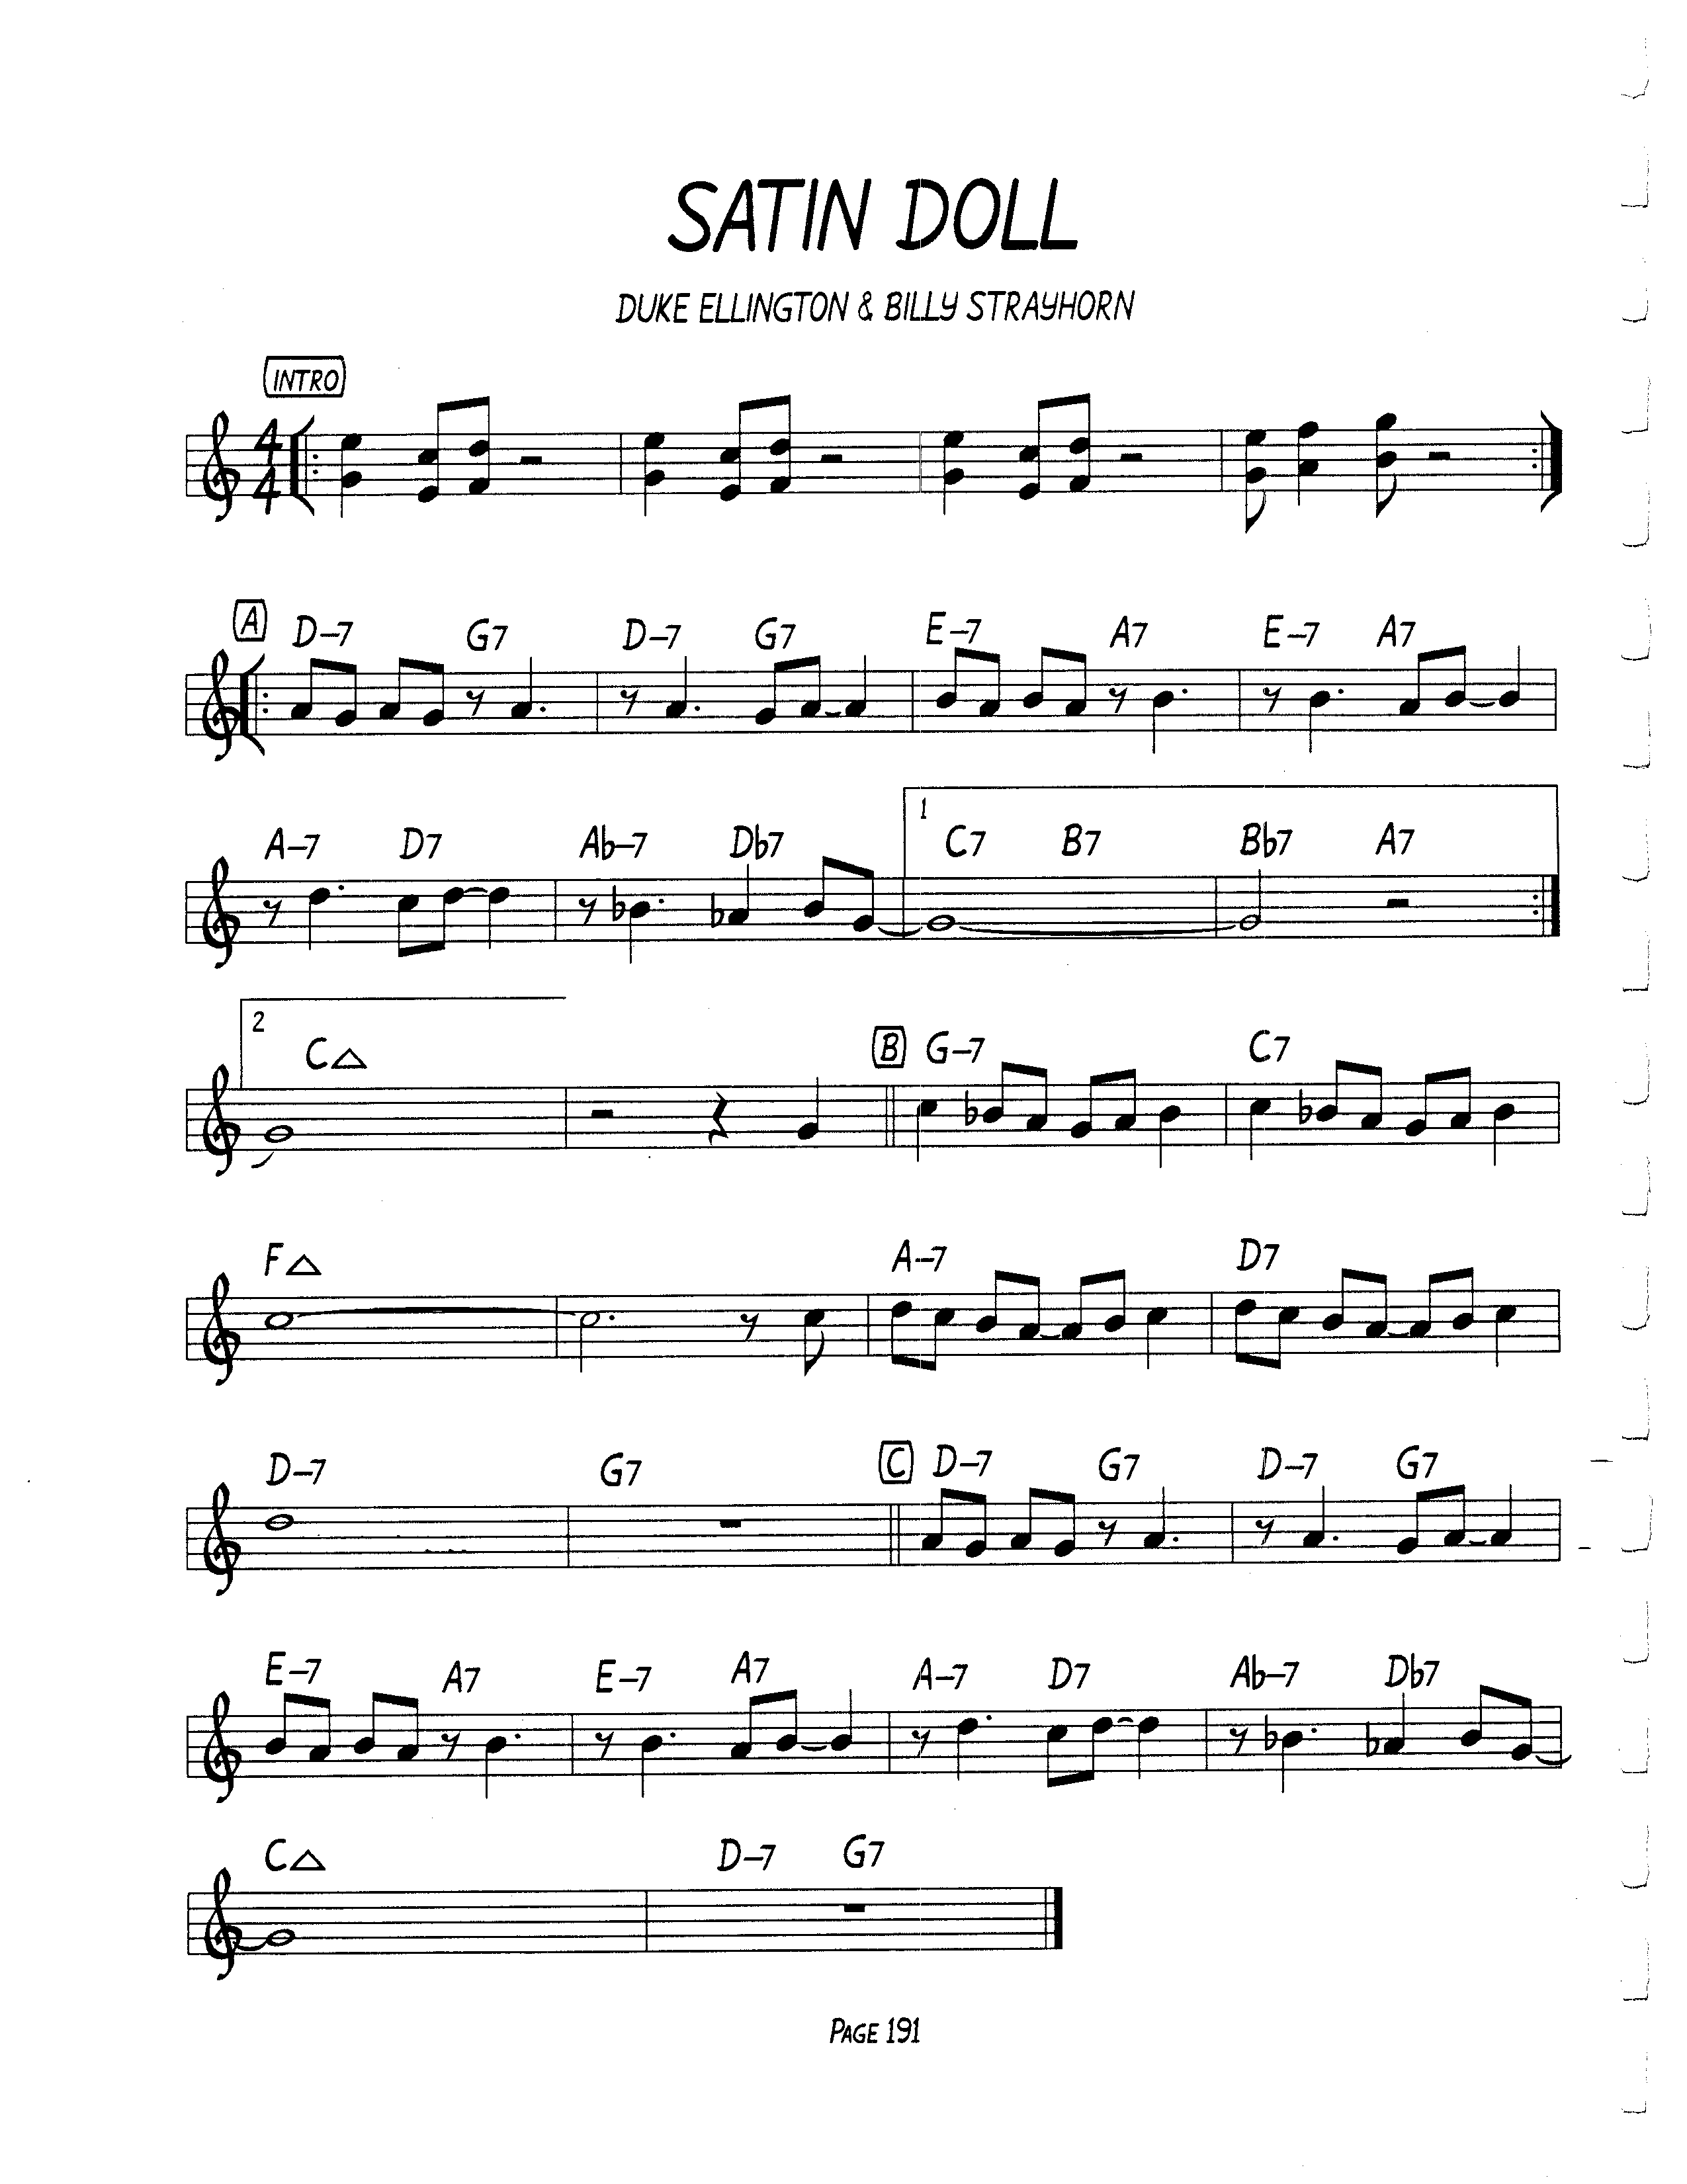 SATIN DOLL
DUKE ELLINGTON & BILLY STRAYHORN
INTRO
4
4
A D-7 G7 D-7 G7 E-7 A7 E-7 A7
1
A-7 D7 Ab-7 Db7 C7 B7 Bb7 A7
2
C△ B G-7 C7
F△ A-7 D7
D-7 G7 C D-7 G7 D-7 G7
E-7 A7 E-7 A7 A-7 D7 Ab-7 Db7
C△ D-7 G7
PAGE 191